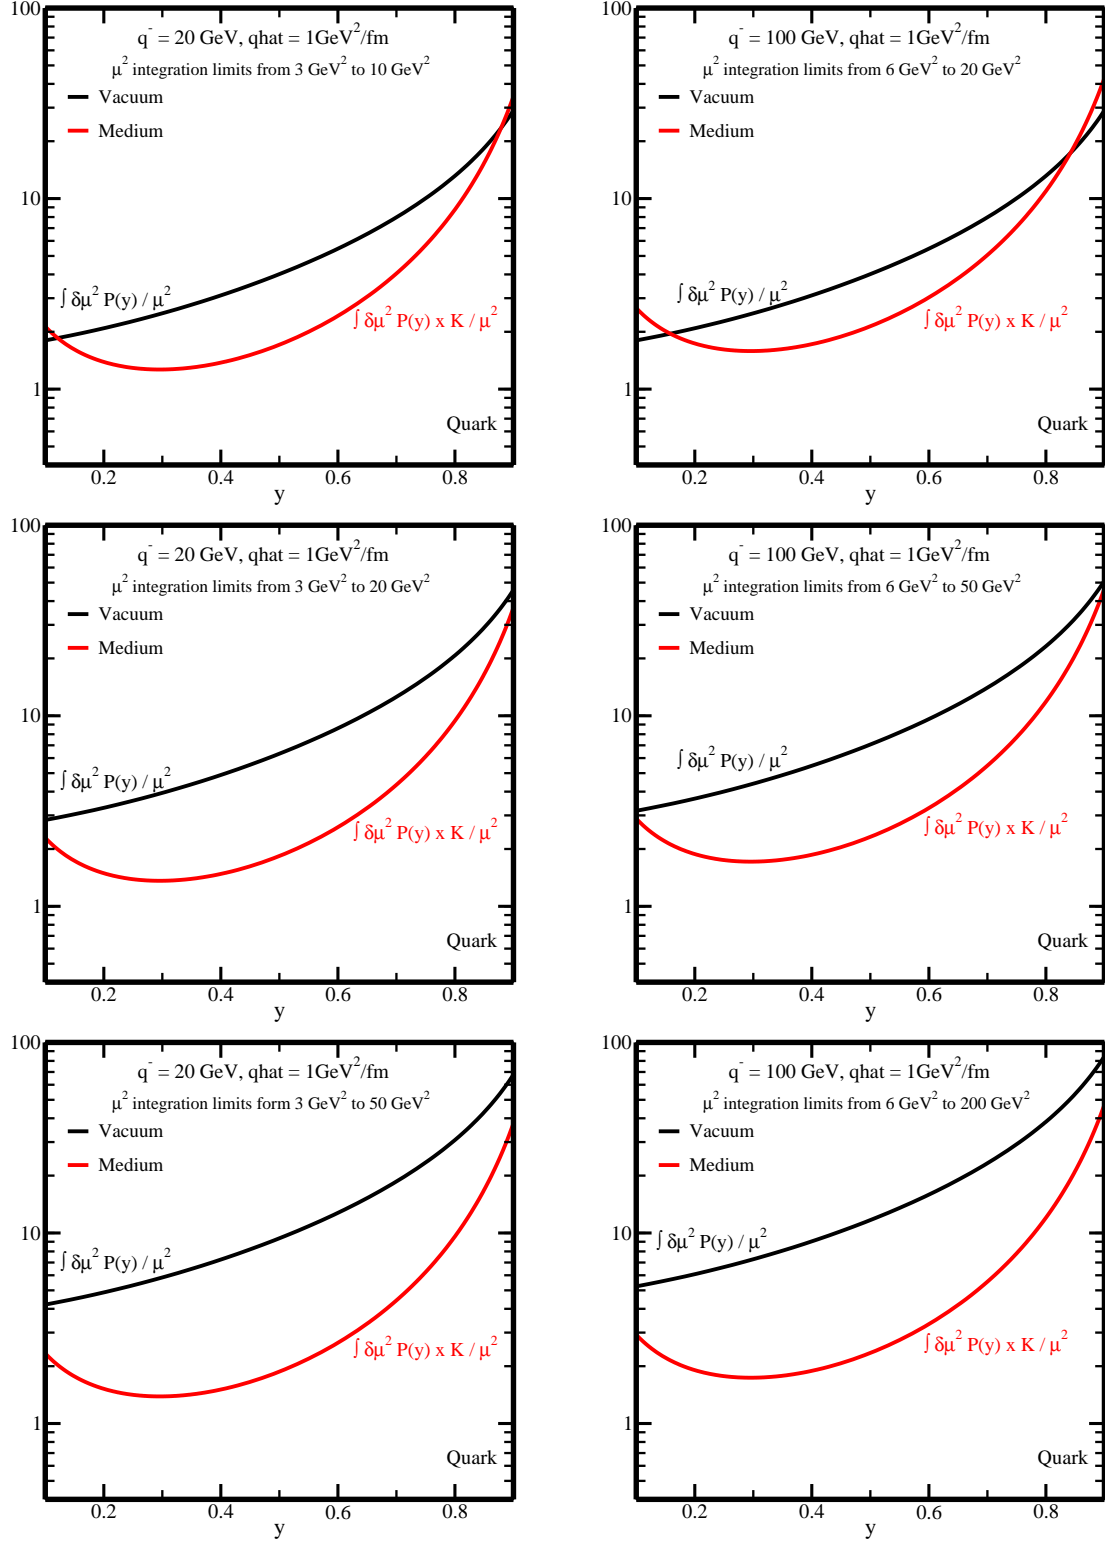 100
q⁻ = 20 GeV, qhat = 1GeV²/fm
μ² integration limits from 3 GeV² to 10 GeV²
Vacuum
Medium
10
∫ δμ² P(y) / μ²
∫ δμ² P(y) x K / μ²
1
Quark
0.2 0.4 0.6 0.8
y
100
q⁻ = 100 GeV, qhat = 1GeV²/fm
μ² integration limits from 6 GeV² to 20 GeV²
Vacuum
Medium
10
∫ δμ² P(y) / μ²
∫ δμ² P(y) x K / μ²
1
Quark
0.2 0.4 0.6 0.8
y
100
q⁻ = 20 GeV, qhat = 1GeV²/fm
μ² integration limits from 3 GeV² to 20 GeV²
Vacuum
Medium
10
∫ δμ² P(y) / μ²
∫ δμ² P(y) x K / μ²
1
Quark
0.2 0.4 0.6 0.8
y
100
q⁻ = 100 GeV, qhat = 1GeV²/fm
μ² integration limits from 6 GeV² to 50 GeV²
Vacuum
Medium
10
∫ δμ² P(y) / μ²
∫ δμ² P(y) x K / μ²
1
Quark
0.2 0.4 0.6 0.8
y
100
q⁻ = 20 GeV, qhat = 1GeV²/fm
μ² integration limits form 3 GeV² to 50 GeV²
Vacuum
Medium
10
∫ δμ² P(y) / μ²
∫ δμ² P(y) x K / μ²
1
Quark
0.2 0.4 0.6 0.8
y
100
q⁻ = 100 GeV, qhat = 1GeV²/fm
μ² integration limits from 6 GeV² to 200 GeV²
Vacuum
Medium
10
∫ δμ² P(y) / μ²
∫ δμ² P(y) x K / μ²
1
Quark
0.2 0.4 0.6 0.8
y